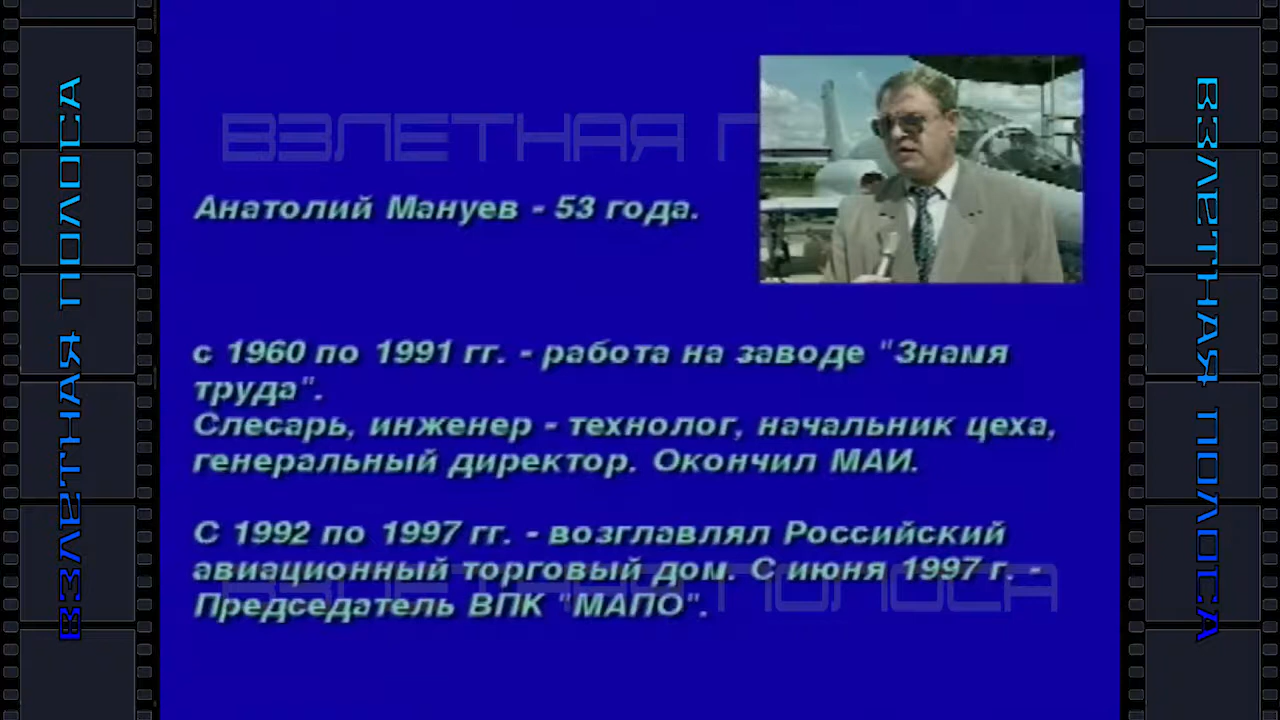 ВЗЛЕТНАЯ ПОЛОСА
ВЗЛЕТНАЯ П
Анатолий Мануев - 53 года.
с 1960 по 1991 гг. - работа на заводе "Знамя
труда".
Слесарь, инженер - технолог, начальник цеха,
генеральный директор. Окончил МАИ.
С 1992 по 1997 гг. - возглавлял Российский
авиационный торговый дом. С июня 1997 г. -
Председатель ВПК "МАПО".
ВЗЛЕТНАЯ ПОЛОСА
ВЗЛЕТНАЯ ПОЛОСА